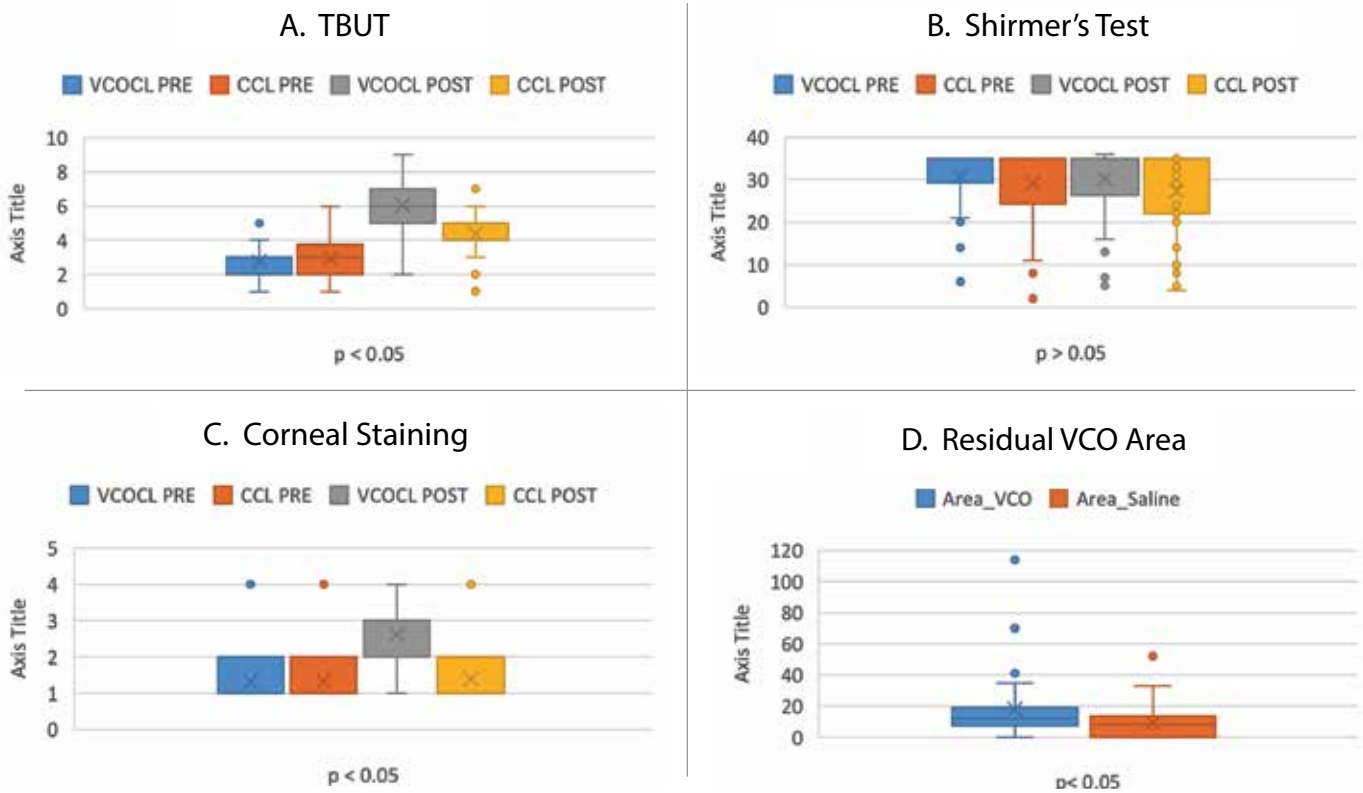 A. TBUT
VCOCL PRE CCL PRE VCOCL POST CCL POST
Axis Title
10
8
6
4
2
0
p < 0.05
B. Shirmer's Test
VCOCL PRE CCL PRE VCOCL POST CCL POST
Axis Title
40
30
20
10
0
p > 0.05
C. Corneal Staining
VCOCL PRE CCL PRE VCOCL POST CCL POST
Axis Title
5
4
3
2
1
0
p < 0.05
D. Residual VCO Area
Area_VCO Area_Saline
Axis Title
120
100
80
60
40
20
0
p< 0.05